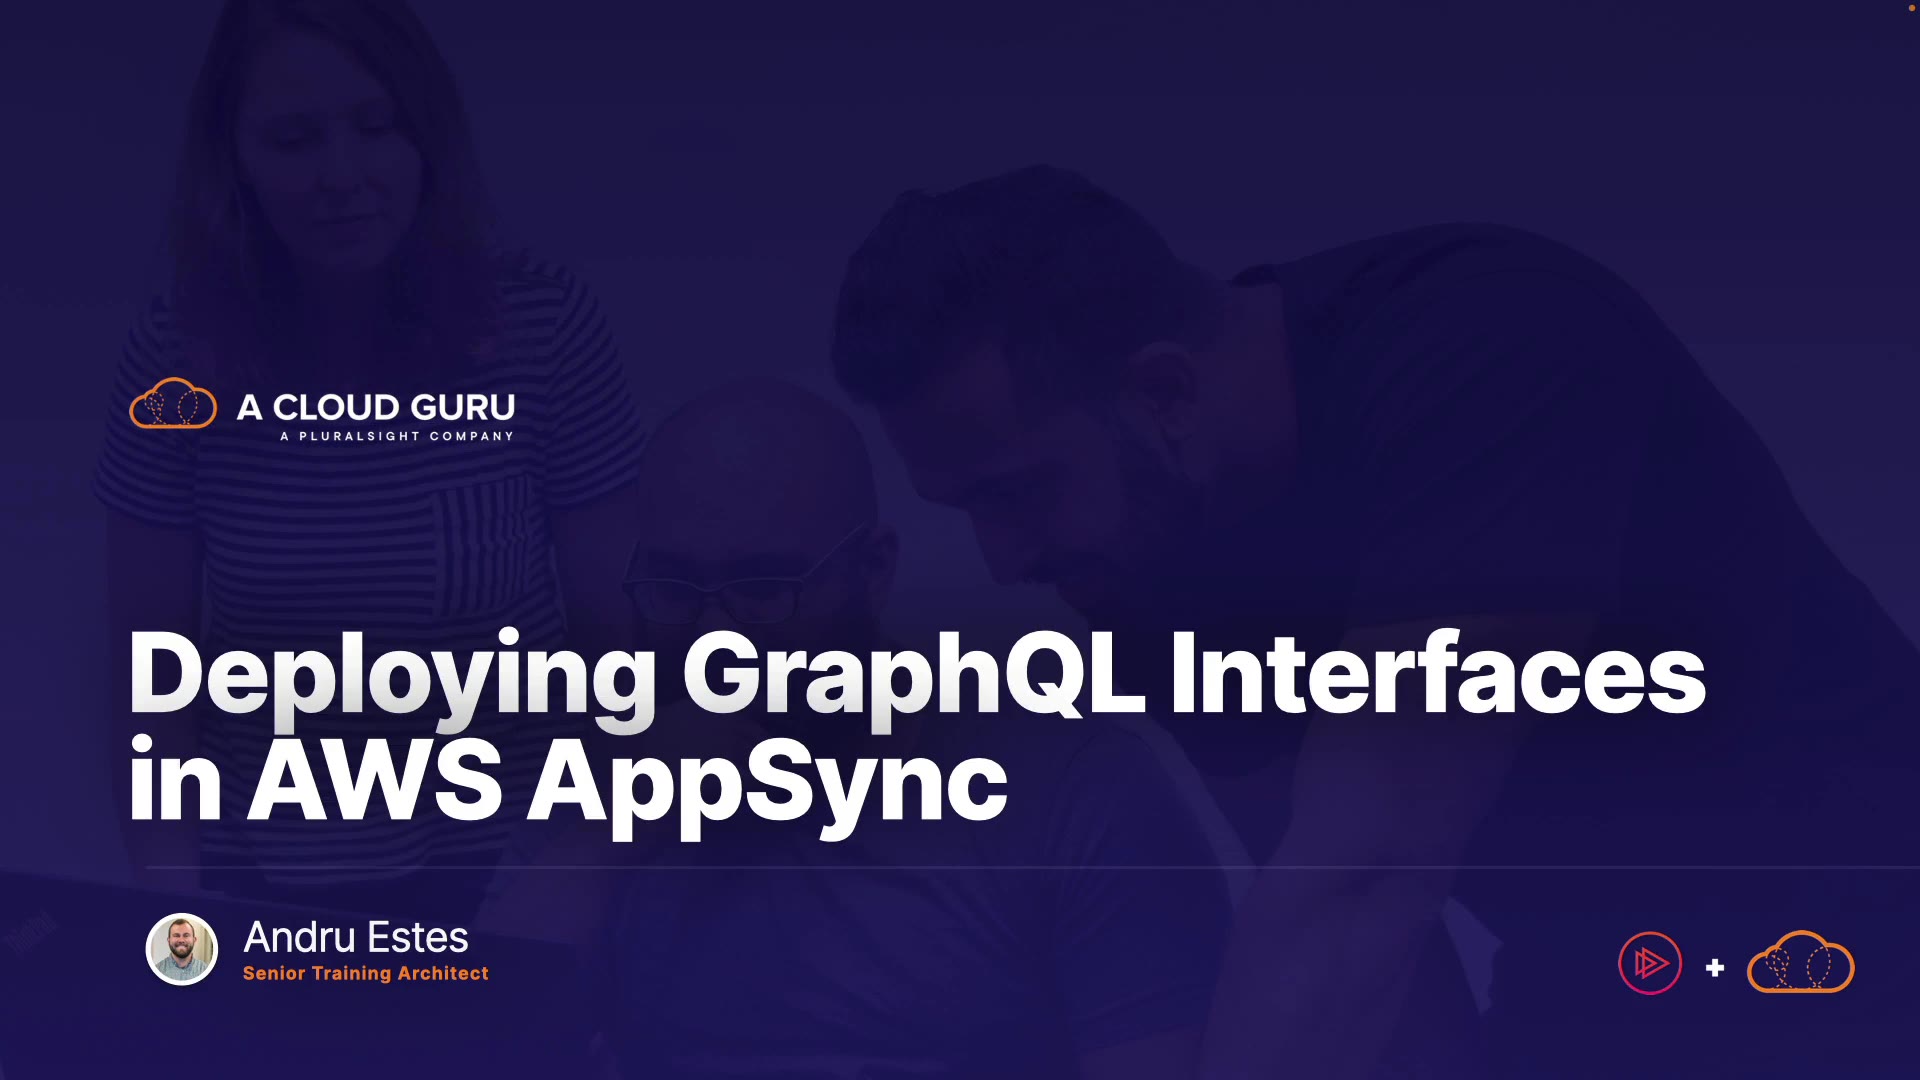 A CLOUD GURU
A PLURALSIGHT COMPANY
Deploying GraphQL Interfaces
in AWS AppSync
Andru Estes
Senior Training Architect
+